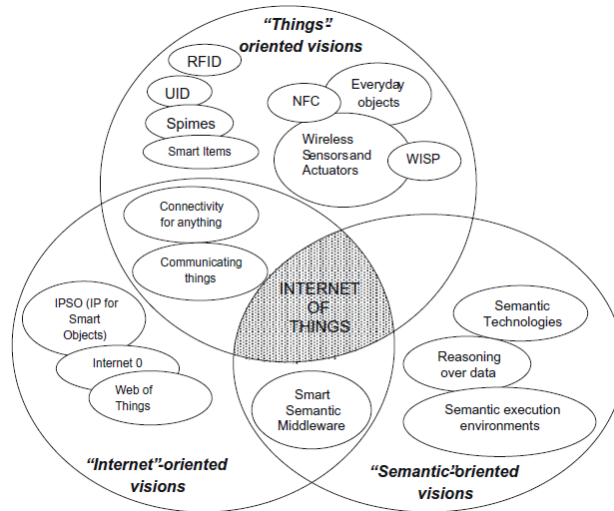 “Things”-
oriented visions
RFID
UID
Spimes
Smart Items
NFC
Everyday
objects
Wireless
Sensors and
Actuators
WISP
Connectivity
for anything
Communicating
things
INTERNET
OF
THINGS
IPSO (IP for
Smart
Objects)
Internet 0
Web of
Things
“Internet”-oriented
visions
Smart
Semantic
Middleware
Semantic
Technologies
Reasoning
over data
Semantic execution
environments
“Semantic”-oriented
visions